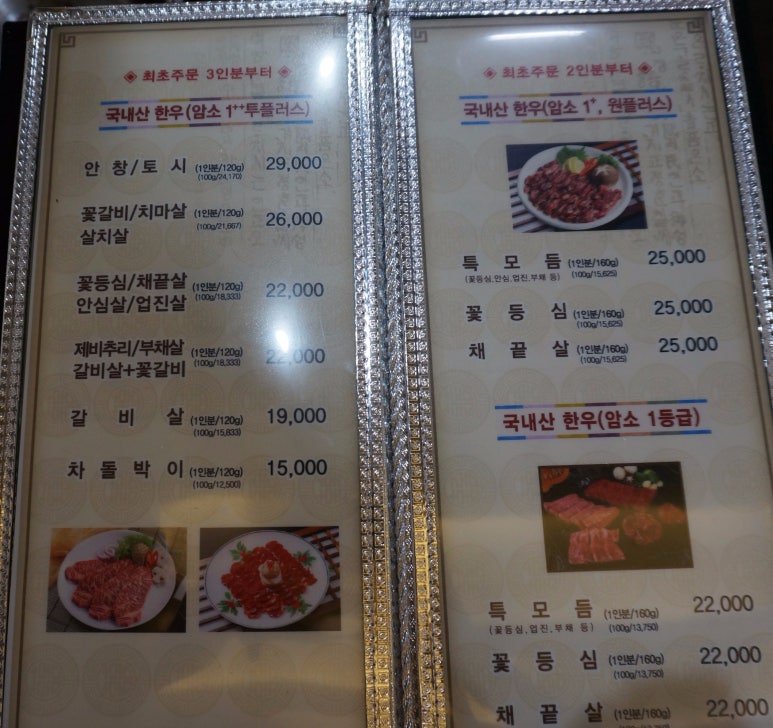 ◈ 최초주문 3인분부터 ◈
국내산 한우(암소 1⁺⁺투플러스)
안창/토시 (1인분/120g) 29,000
(100g/24,170)
꽃갈비/치마살 (1인분/120g) 26,000
살치살 (100g/21,667)
꽃등심/채끝살 (1인분/120g) 22,000
안심살/업진살 (100g/18,333)
제비추리/부채살 (1인분/120g) 22,000
갈비살+꽃갈비 (100g/18,333)
갈비살 (1인분/120g) 19,000
(100g/15,833)
차돌박이 (1인분/120g) 15,000
(100g/12,500)
◈ 최초주문 2인분부터 ◈
국내산 한우(암소 1⁺, 원플러스)
특모듬 (1인분/160g) 25,000
(꽃등심,안심,업진,부채 등) (100g/15,625)
꽃등심 (1인분/160g) 25,000
(100g/15,625)
채끝살 (1인분/160g) 25,000
(100g/15,625)
국내산 한우(암소 1등급)
특모듬 (1인분/160g) 22,000
(꽃등심,업진,부채 등) (100g/13,750)
꽃등심 (1인분/160g) 22,000
(100g/13,750)
채끝살 (1인분/160g) 22,000